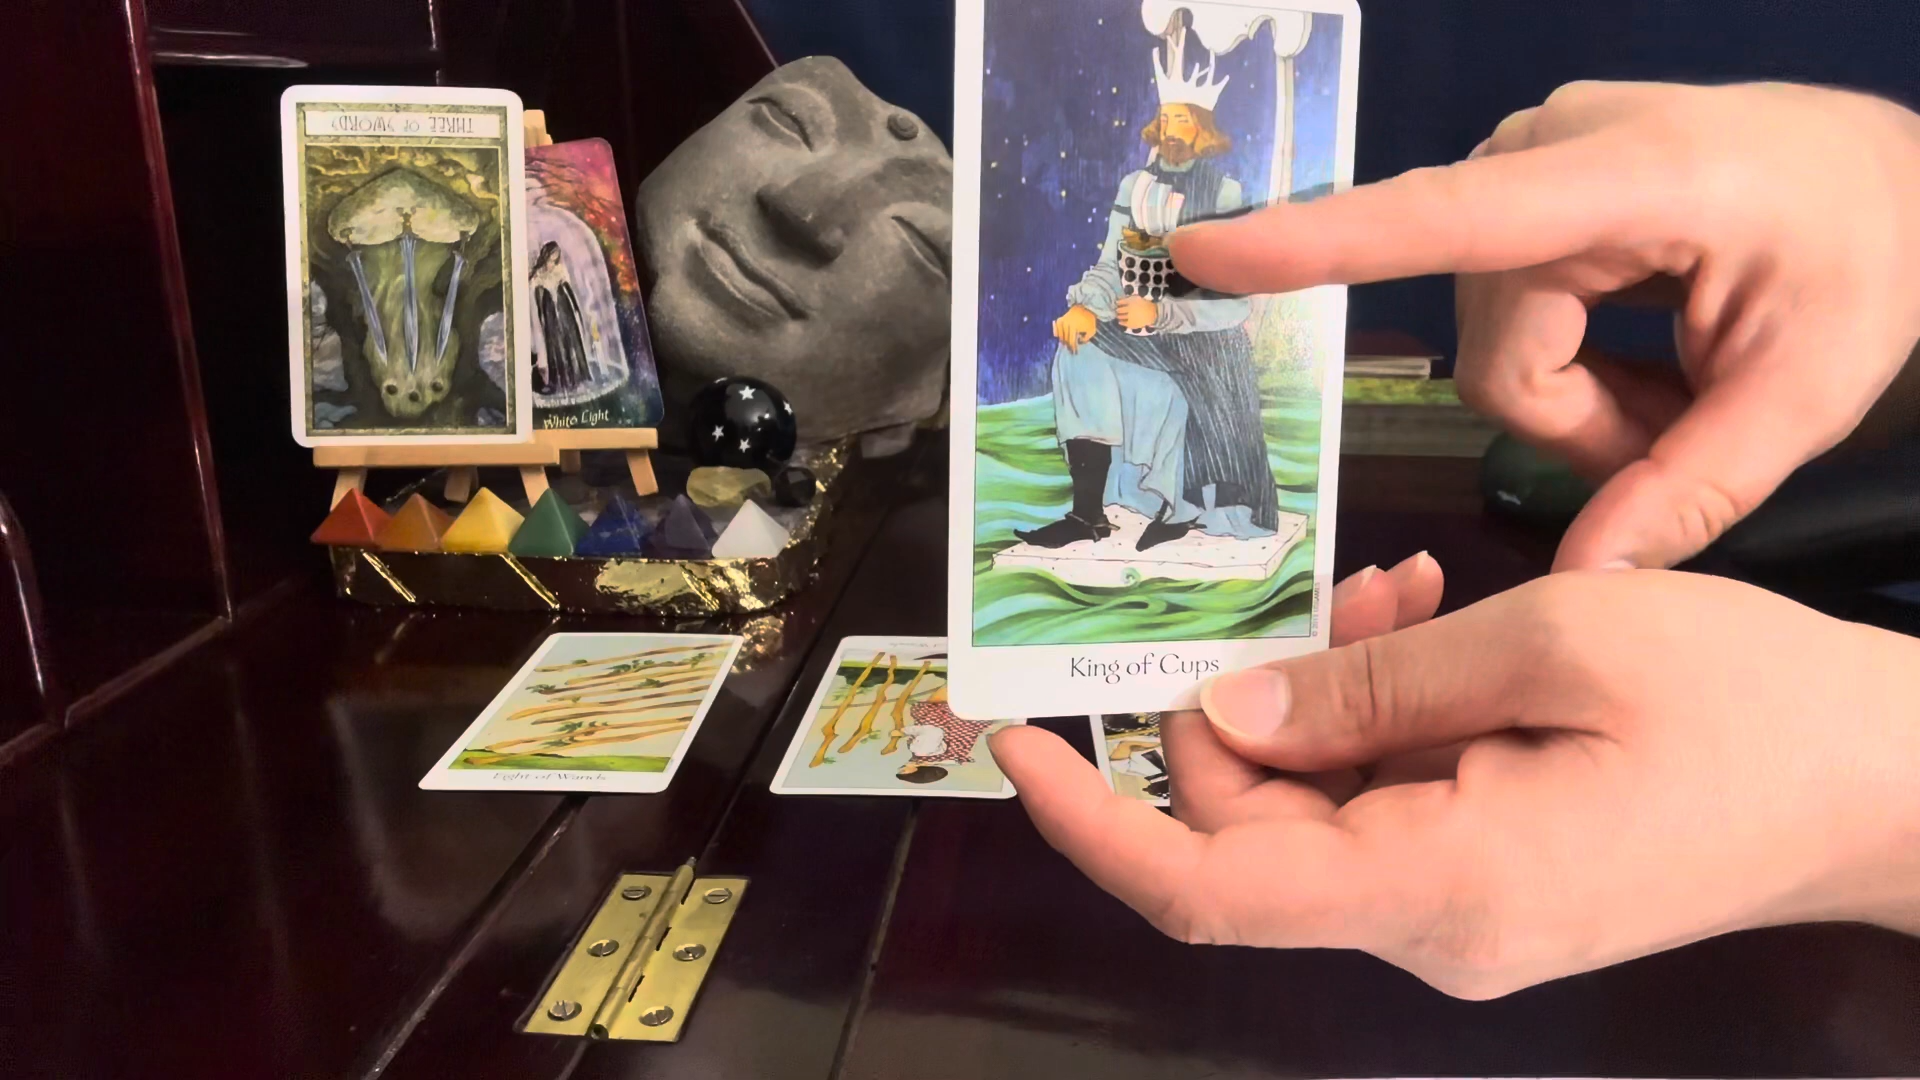 THREE OF SWORDS
White Light
King of Cups
Eight of Wands